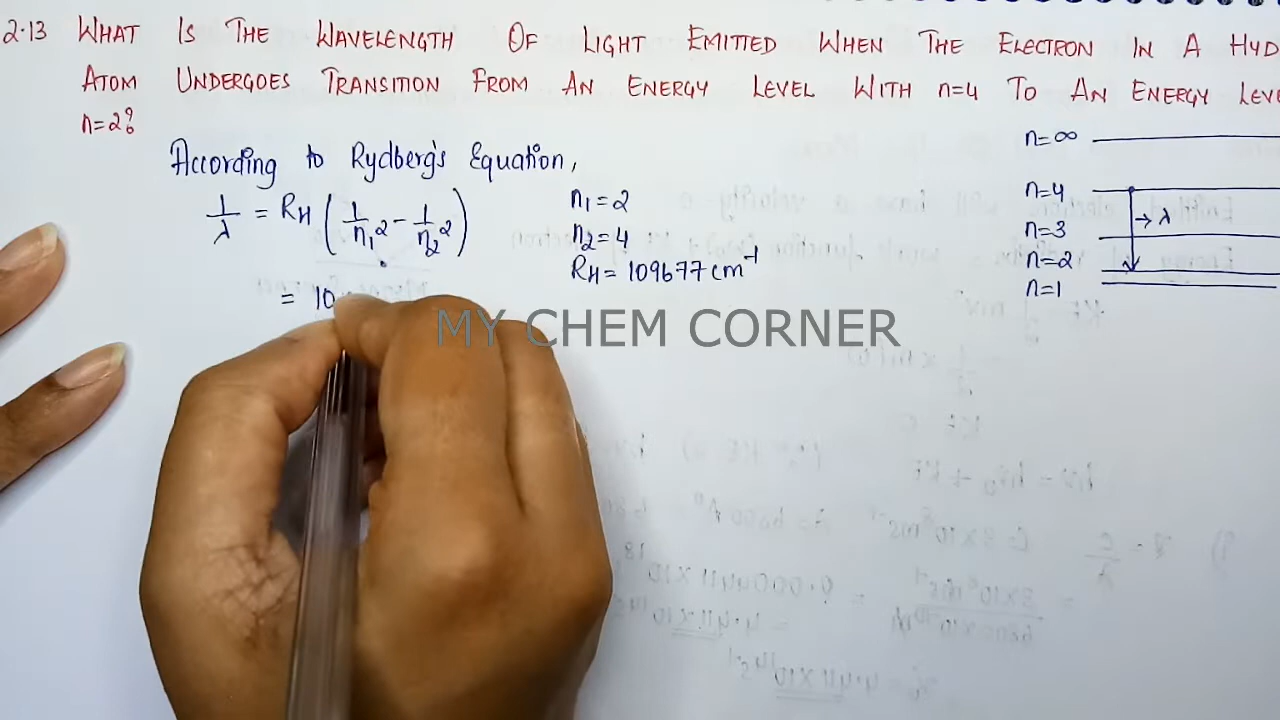 2.13 WHAT IS THE WAVELENGTH OF LIGHT EMITTED WHEN THE ELECTRON IN A HYD
ATOM UNDERGOES TRANSITION FROM AN ENERGY LEVEL WITH n=4 TO AN ENERGY LEVE
n=2?
According to Rydberg's Equation,
1/λ = RH (1/n₁² - 1/n₂²)
= 10
n₁=2
n₂=4
RH = 109677 cm⁻¹
n=∞
n=4
→ λ
n=3
n=2
n=1
MY CHEM CORNER